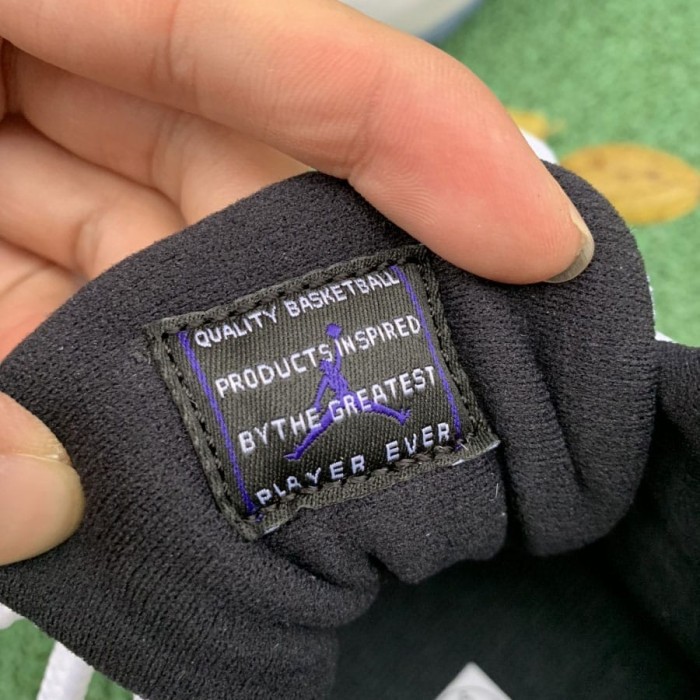 QUALITY BASKETBALL
PRODUCTS INSPIRED
BY THE GREATEST
PLAYER EVER